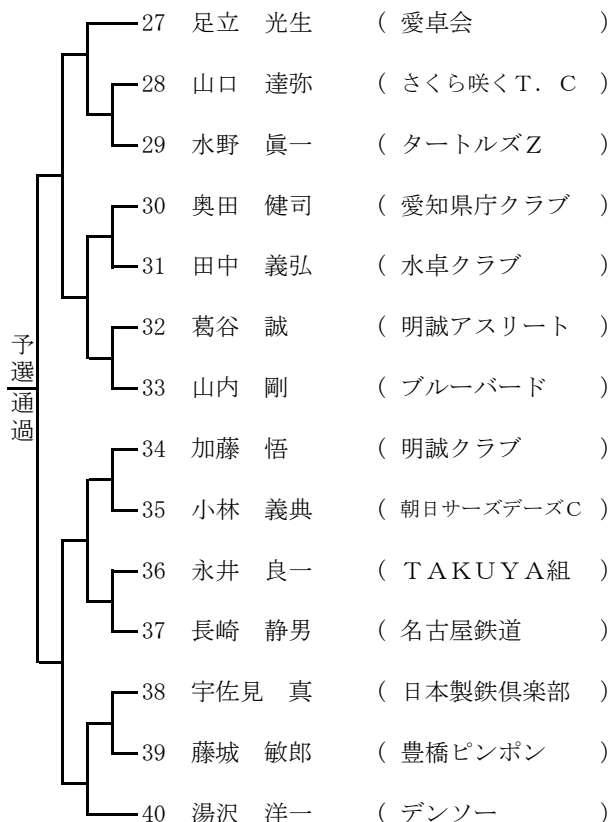 27 足立 光生 ( 愛卓会 )
28 山口 達弥 ( さくら咲くT．C )
29 水野 眞一 ( タートルズZ )
30 奥田 健司 ( 愛知県庁クラブ )
31 田中 義弘 ( 水卓クラブ )
32 葛谷 誠 ( 明誠アスリート )
33 山内 剛 ( ブルーバード )
予選通過
34 加藤 悟 ( 明誠クラブ )
35 小林 義典 ( 朝日サーズデーズC )
36 永井 良一 ( TAKUYA組 )
37 長崎 静男 ( 名古屋鉄道 )
38 宇佐見 真 ( 日本製鉄倶楽部 )
39 藤城 敏郎 ( 豊橋ピンポン )
40 湯沢 洋一 ( デンソー )